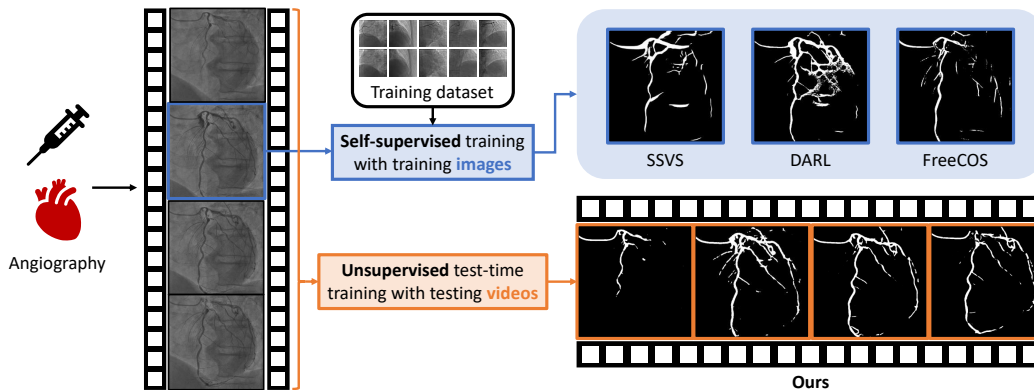 Angiography
Training dataset
Self-supervised training
with training images
SSVS
DARL
FreeCOS
Unsupervised test-time
training with testing videos
Ours